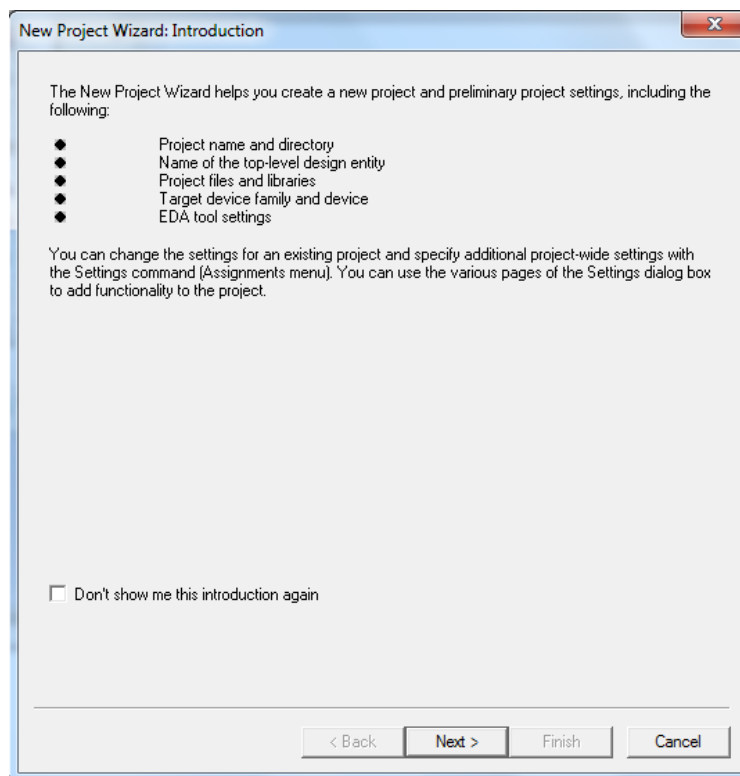 New Project Wizard: Introduction
The New Project Wizard helps you create a new project and preliminary project settings, including the
following:
◆ Project name and directory
◆ Name of the top-level design entity
◆ Project files and libraries
◆ Target device family and device
◆ EDA tool settings
You can change the settings for an existing project and specify additional project-wide settings with
the Settings command (Assignments menu). You can use the various pages of the Settings dialog box
to add functionality to the project.
Don't show me this introduction again
< Back Next > Finish Cancel